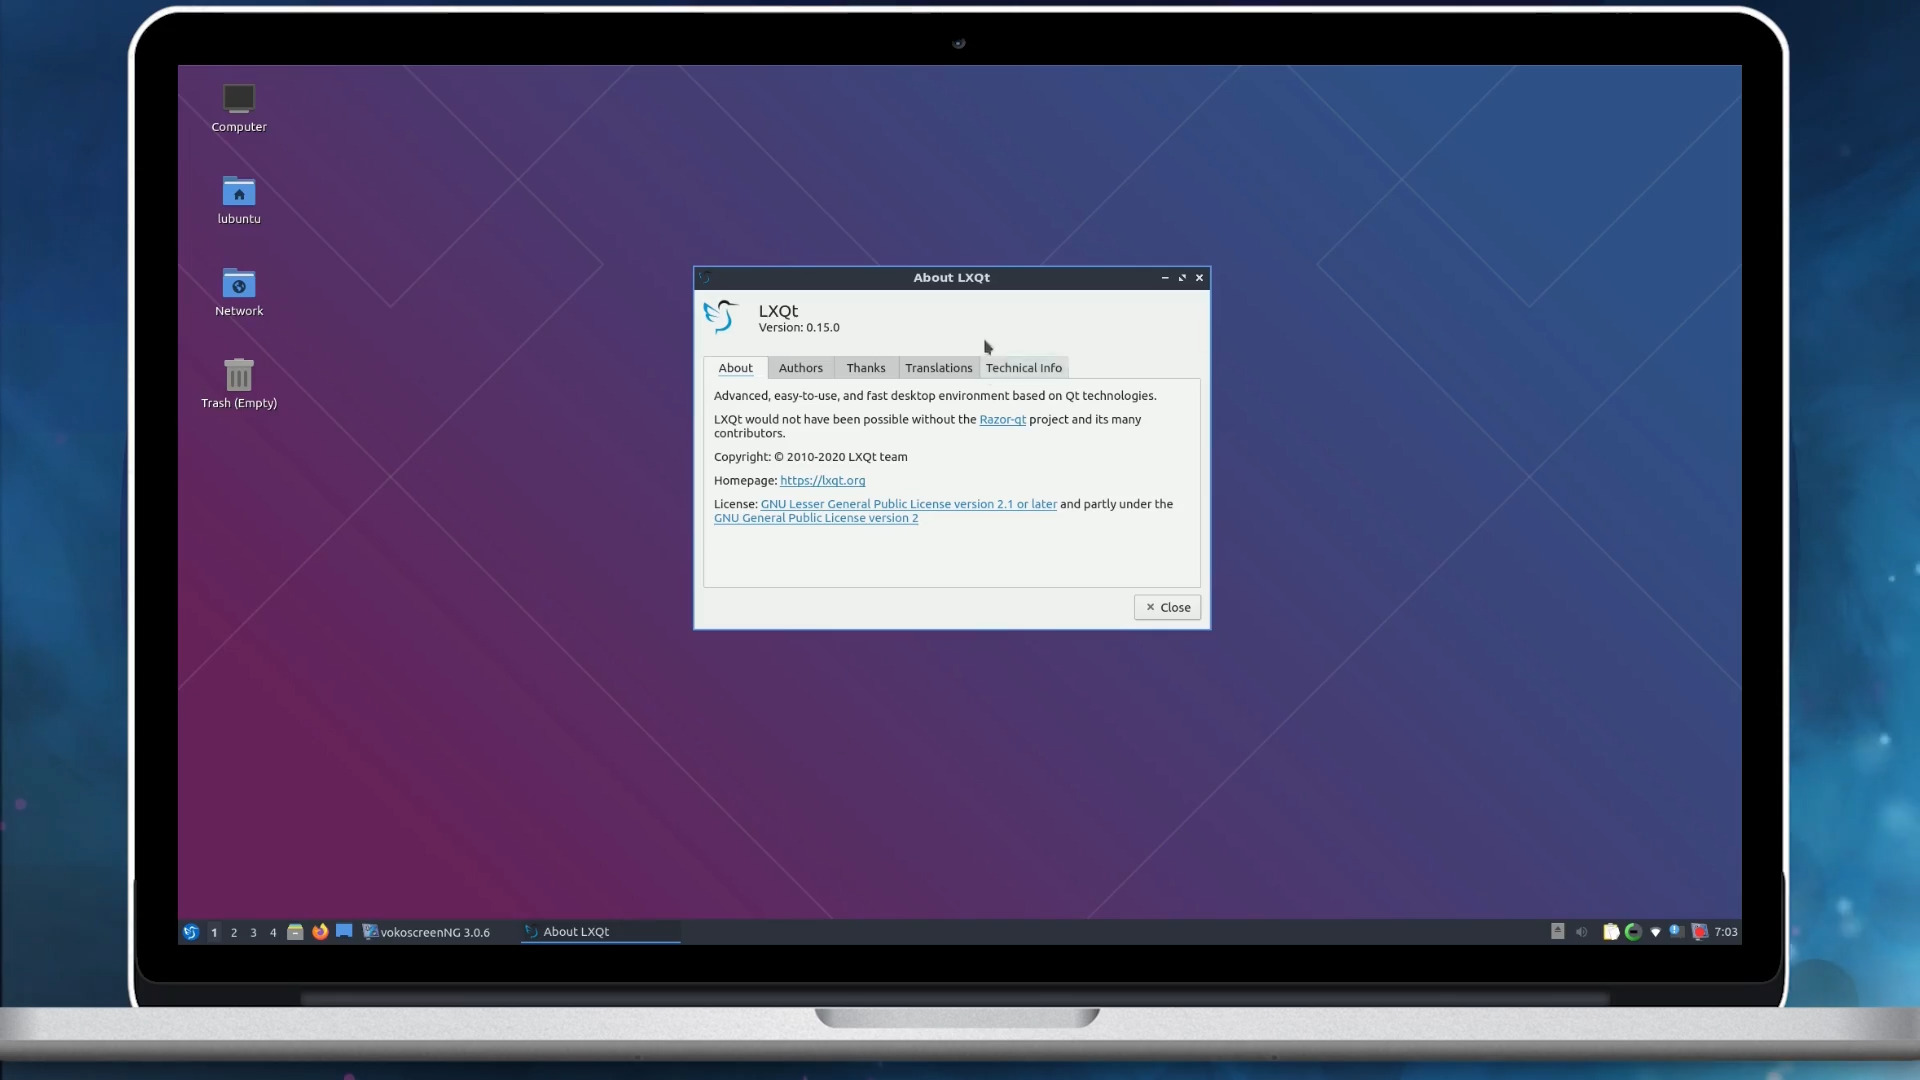 Computer
lubuntu
Network
Trash (Empty)
About LXQt
LXQt
Version: 0.15.0
About Authors Thanks Translations Technical Info
Advanced, easy-to-use, and fast desktop environment based on Qt technologies.
LXQt would not have been possible without the Razor-qt project and its many
contributors.
Copyright: © 2010-2020 LXQt team
Homepage: https://lxqt.org
License: GNU Lesser General Public License version 2.1 or later and partly under the
GNU General Public License version 2
× Close
1 2 3 4 vokoscreenNG 3.0.6 About LXQt 7:03